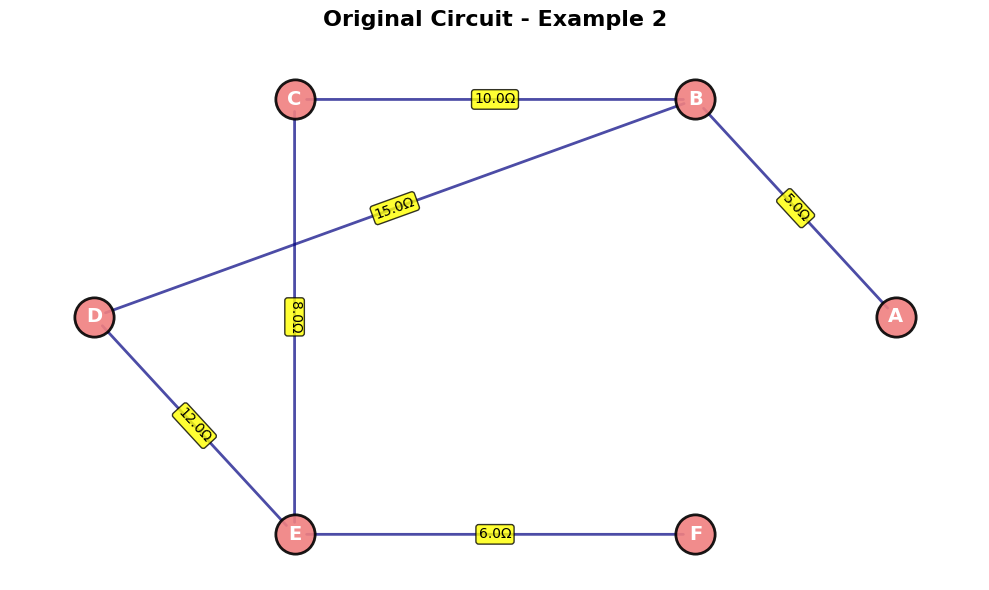 Original Circuit - Example 2
C
10.0Ω
B
15.0Ω
5.0Ω
D
8.0Ω
A
12.0Ω
E
6.0Ω
F